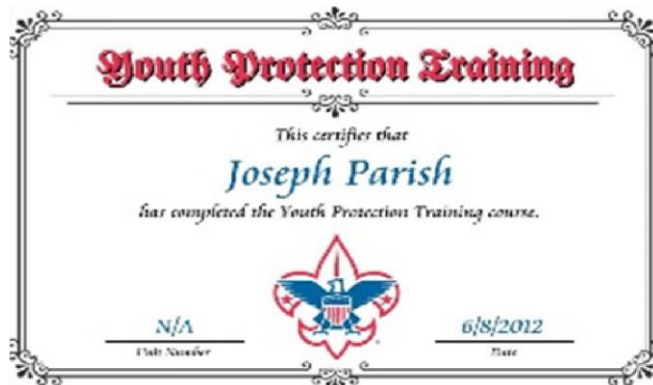 Youth Protection Training
This certifies that
Joseph Parish
has completed the Youth Protection Training course.
N/A
Unit Number
6/8/2012
Date